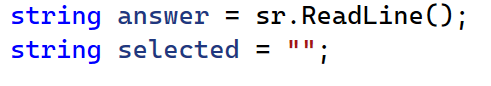 string answer = sr.ReadLine();
string selected = "";